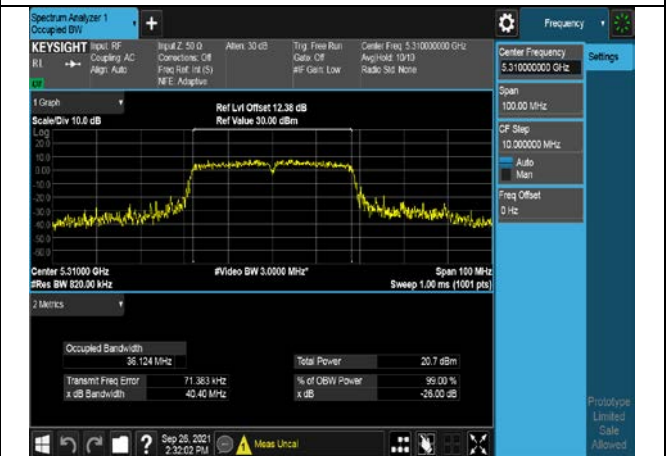 Spectrum Analyzer 1
Occupied BW
+
Frequency
KEYSIGHT
RL
Input: RF
Coupling: AC
Align: Auto
Input Z: 50 Ω
Corrections: Off
Freq Ref: Int (S)
NFE: Adaptive
Atten: 30 dB
Trig: Free Run
Gate: Off
#IF Gain: Low
Center Freq: 5.310000000 GHz
Avg|Hold: 10/10
Radio Std: None
Center Frequency
5.310000000 GHz
Settings
Span
100.00 MHz
CF Step
10.000000 MHz
Auto
Man
Freq Offset
0 Hz
1 Graph
Scale/Div 10.0 dB
Ref Lvl Offset 12.38 dB
Ref Value 30.00 dBm
Log
20.0
10.0
0.00
-10.0
-20.0
-30.0
-40.0
-50.0
-60.0
Center 5.31000 GHz
#Res BW 820.00 kHz
#Video BW 3.0000 MHz*
Span 100 MHz
Sweep 1.00 ms (1001 pts)
2 Metrics
Occupied Bandwidth
36.124 MHz
Total Power 20.7 dBm
Transmit Freq Error 71.383 kHz
% of OBW Power 99.00 %
x dB Bandwidth 40.40 MHz
x dB -26.00 dB
Prototype
Limited
Sale
Allowed
?
Sep 26, 2021
2:32:02 PM
Meas Uncal